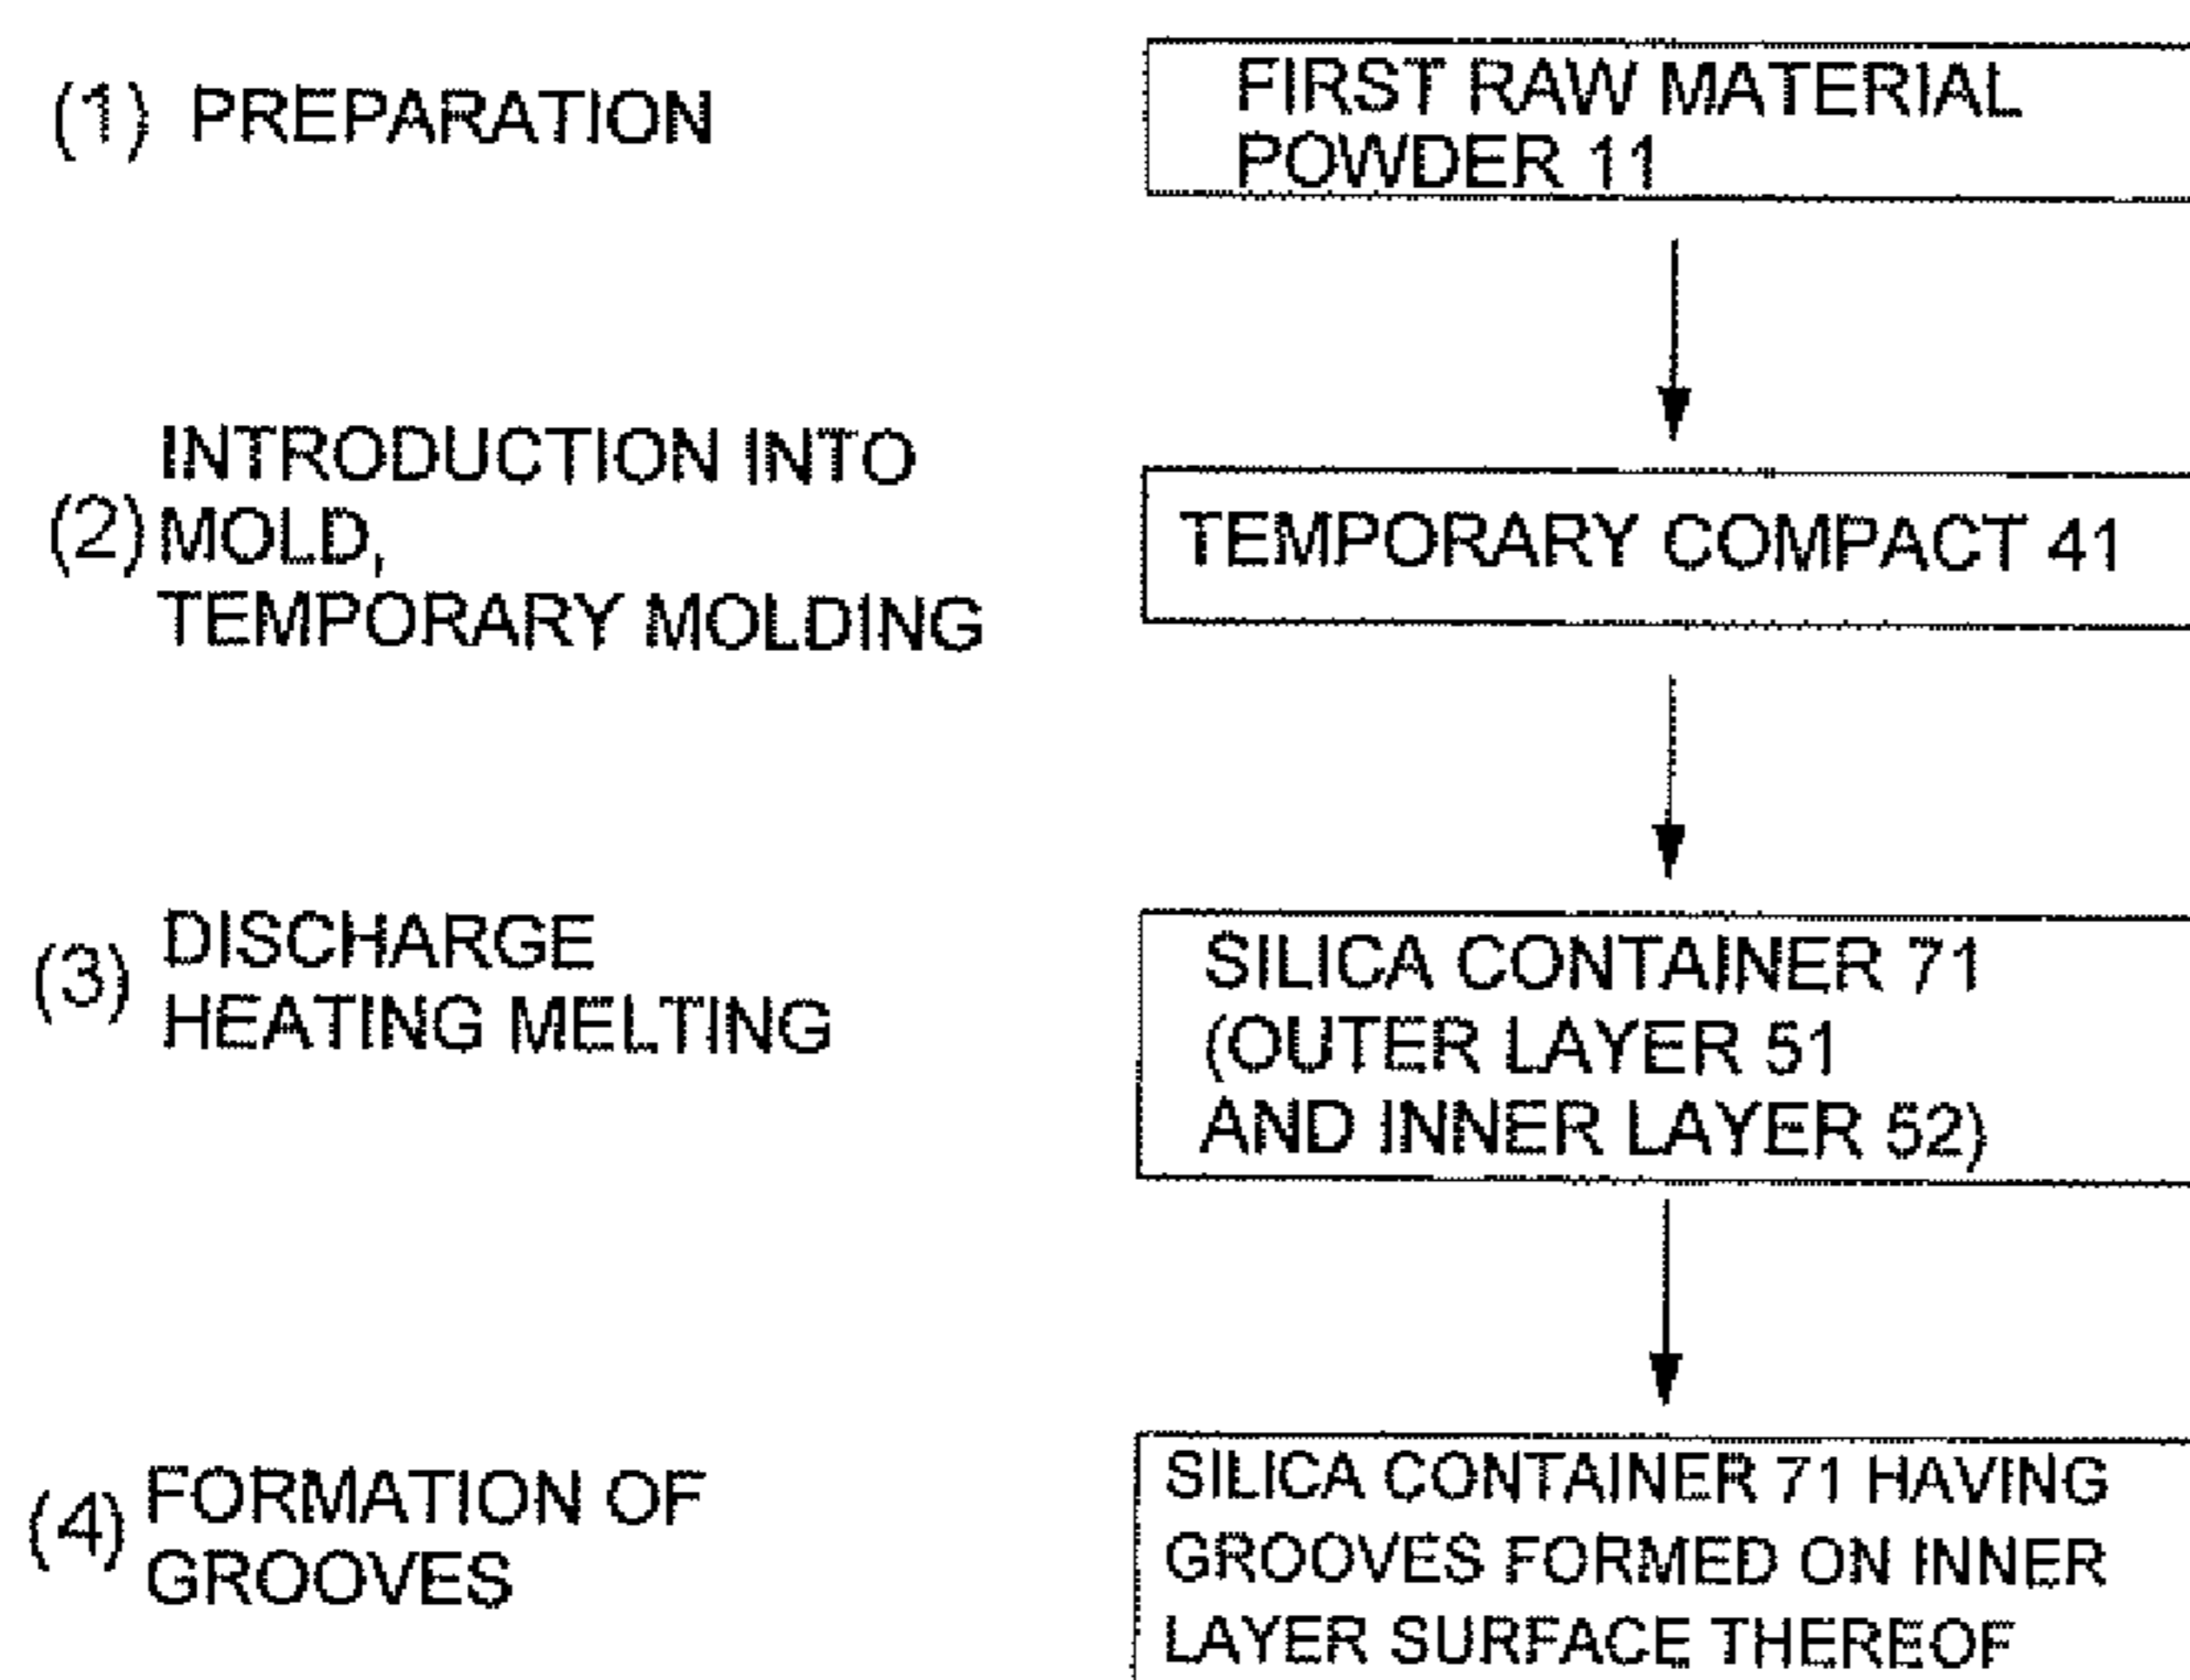 (1) PREPARATION
FIRST RAW MATERIAL
POWDER 11
INTRODUCTION INTO
(2) MOLD,
TEMPORARY MOLDING
TEMPORARY COMPACT 41
(3) DISCHARGE
HEATING MELTING
SILICA CONTAINER 71
(OUTER LAYER 51
AND INNER LAYER 52)
(4) FORMATION OF
GROOVES
SILICA CONTAINER 71 HAVING
GROOVES FORMED ON INNER
LAYER SURFACE THEREOF